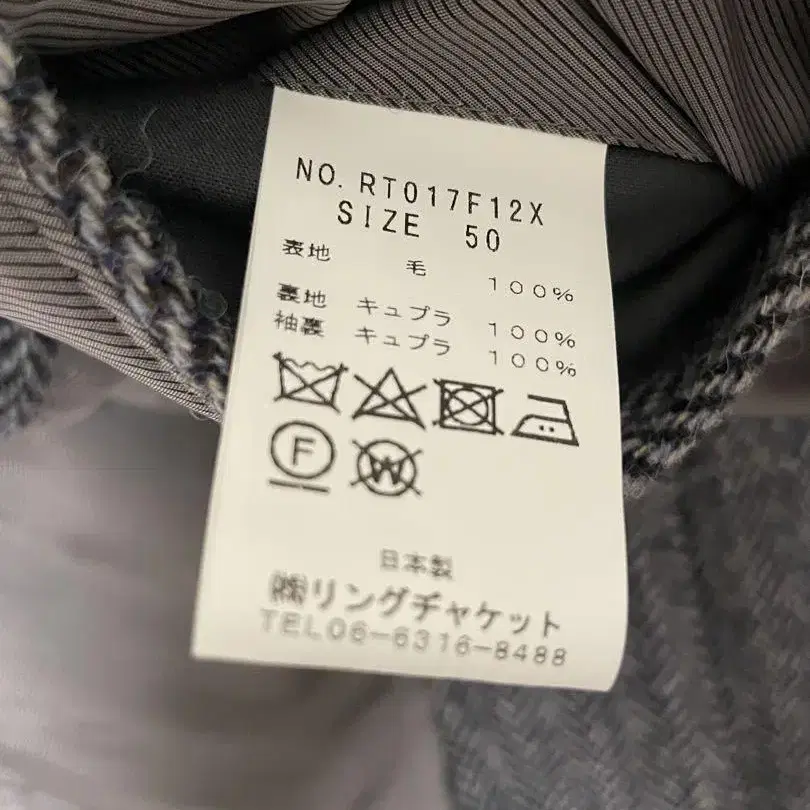 NO. RT017F12X
SIZE 50
表地 毛 100%
裏地 キュプラ 100%
袖裏 キュプラ 100%
F
W
日本製
㈱リングヂャケット
TEL06-6316-8488